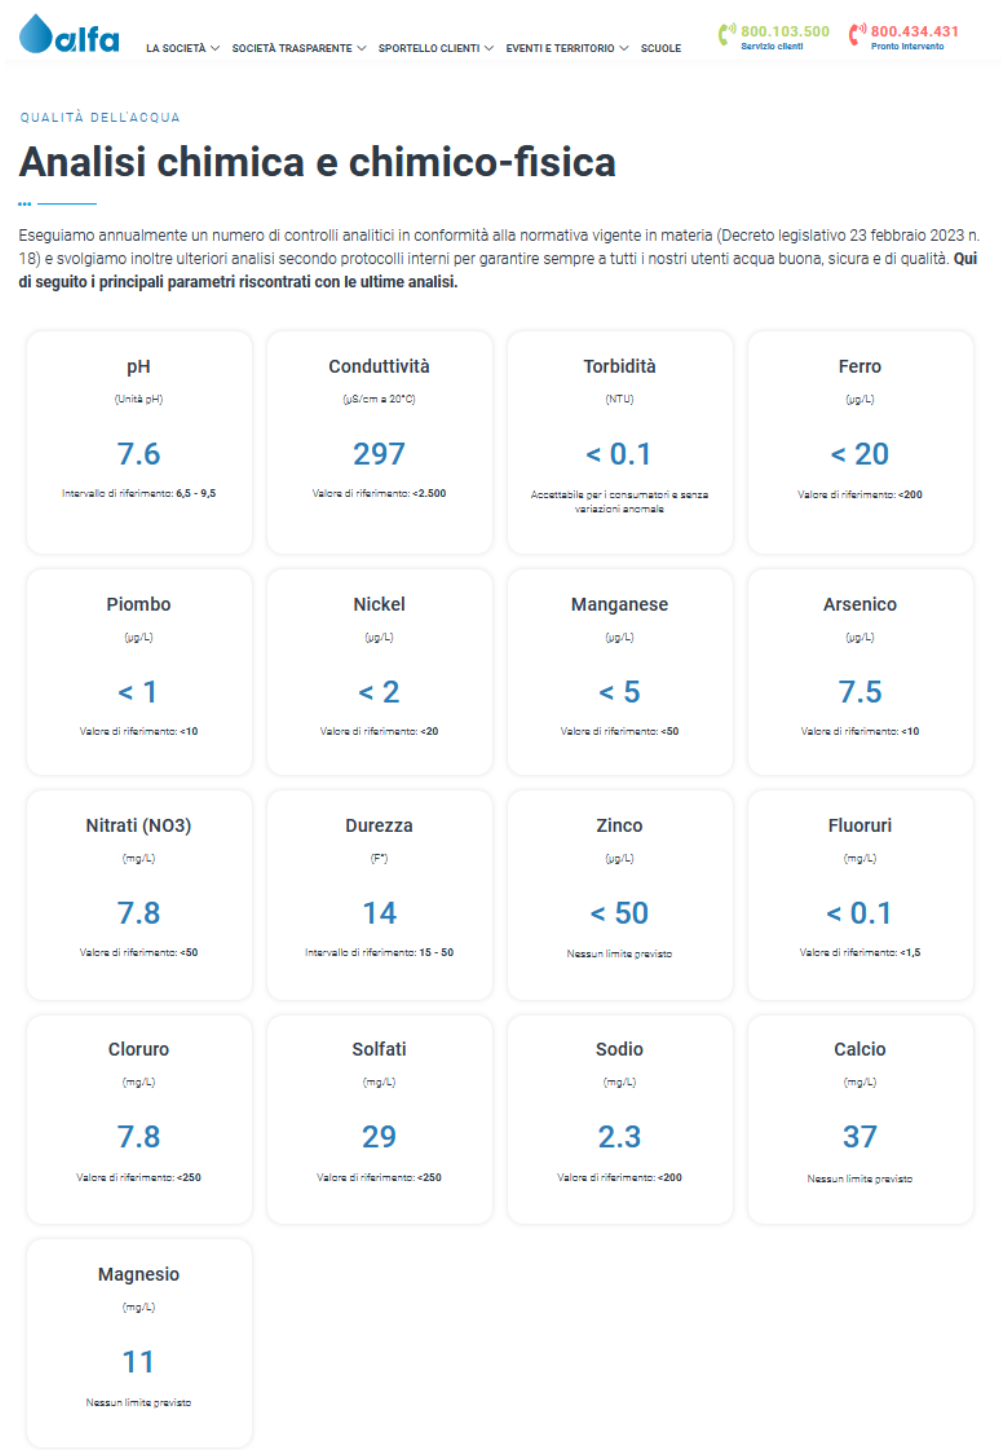 alfa
LA SOCIETÀ SOCIETÀ TRASPARENTE SPORTELLO CLIENTI EVENTI E TERRITORIO SCUOLE
800.103.500
Servizio clienti
800.434.431
Pronto Intervento
QUALITÀ DELL'ACQUA
Analisi chimica e chimico-fisica
Eseguiamo annualmente un numero di controlli analitici in conformità alla normativa vigente in materia (Decreto legislativo 23 febbraio 2023 n.
18) e svolgiamo inoltre ulteriori analisi secondo protocolli interni per garantire sempre a tutti i nostri utenti acqua buona, sicura e di qualità. Qui
di seguito i principali parametri riscontrati con le ultime analisi.
pH
(Unità pH)
7.6
Intervallo di riferimento: 6,5 - 9,5
Conduttività
(µS/cm a 20°C)
297
Valore di riferimento: <2.500
Torbidità
(NTU)
< 0.1
Accettabile per i consumatori e senza
variazioni anomale
Ferro
(µg/L)
< 20
Valore di riferimento: <200
Piombo
(µg/L)
< 1
Valore di riferimento: <10
Nickel
(µg/L)
< 2
Valore di riferimento: <20
Manganese
(µg/L)
< 5
Valore di riferimento: <50
Arsenico
(µg/L)
7.5
Valore di riferimento: <10
Nitrati (NO3)
(mg/L)
7.8
Valore di riferimento: <50
Durezza
(F°)
14
Intervallo di riferimento: 15 - 50
Zinco
(µg/L)
< 50
Nessun limite previsto
Fluoruri
(mg/L)
< 0.1
Valore di riferimento: <1,5
Cloruro
(mg/L)
7.8
Valore di riferimento: <250
Solfati
(mg/L)
29
Valore di riferimento: <250
Sodio
(mg/L)
2.3
Valore di riferimento: <200
Calcio
(mg/L)
37
Nessun limite previsto
Magnesio
(mg/L)
11
Nessun limite previsto